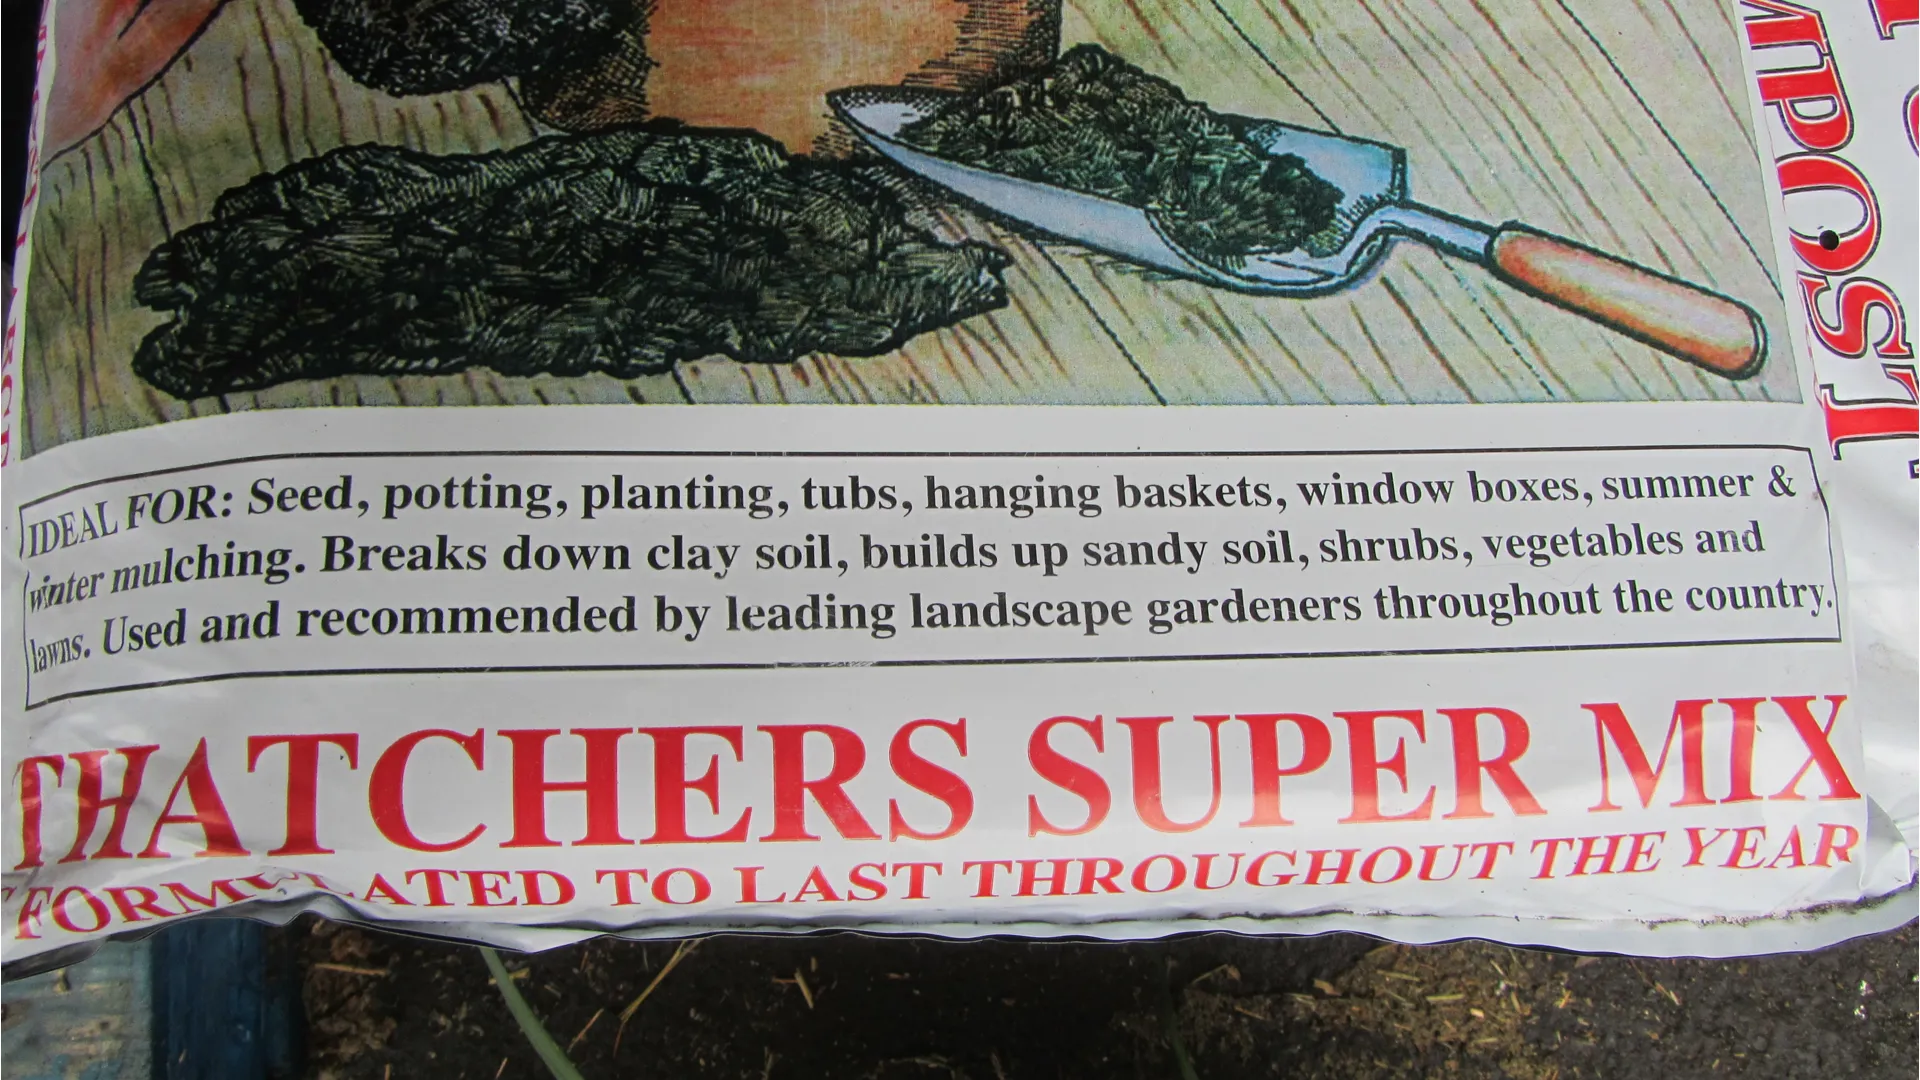 IDEAL FOR: Seed, potting, planting, tubs, hanging baskets, window boxes, summer &
winter mulching. Breaks down clay soil, builds up sandy soil, shrubs, vegetables and
lawns. Used and recommended by leading landscape gardeners throughout the country.
THATCHERS SUPER MIX
FORMULATED TO LAST THROUGHOUT THE YEAR